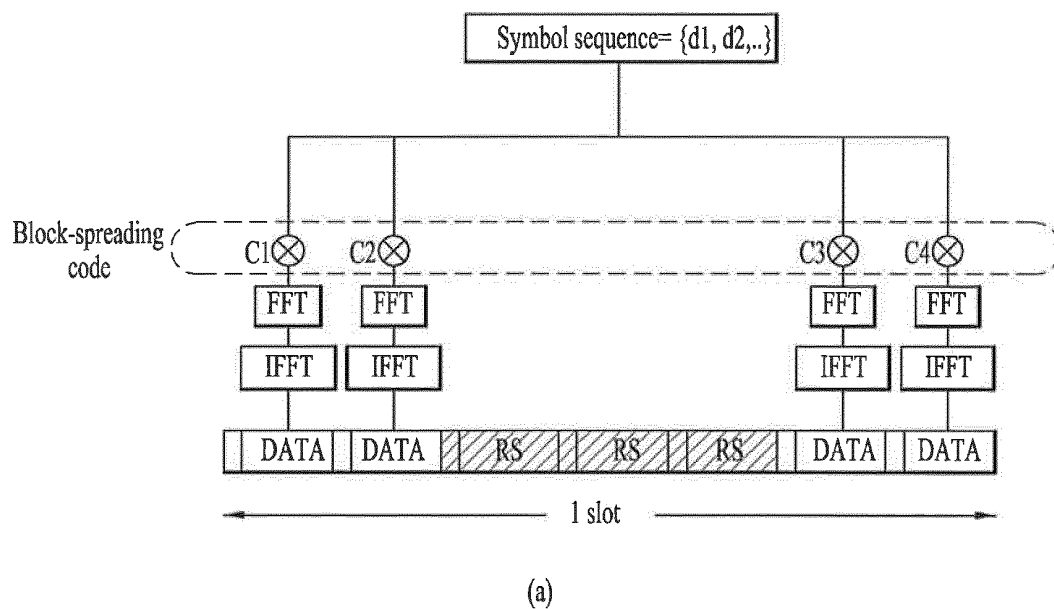 Symbol sequence= {d1, d2,..}
Block-spreading
code
C1 C2 C3 C4
FFT FFT FFT FFT
IFFT IFFT IFFT IFFT
DATA DATA RS RS RS DATA DATA
1 slot
(a)